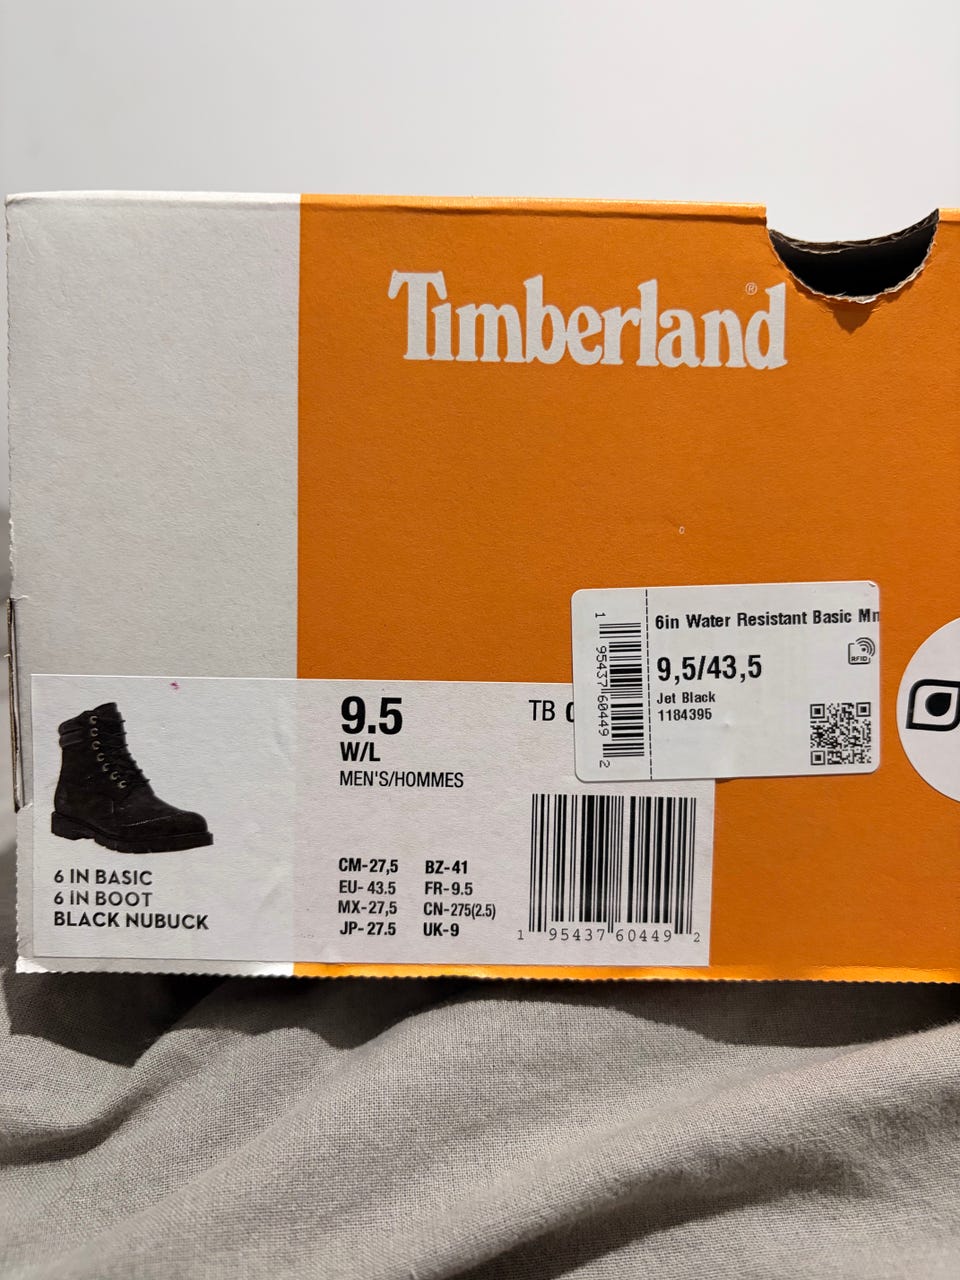 Timberland®
6in Water Resistant Basic
9,5/43,5
RFID
Jet Black
1184395
1 95437 60449 2
9.5
W/L
MEN'S/HOMMES
TB
CM-27,5 BZ-41
EU- 43.5 FR-9.5
MX-27,5 CN-275(2.5)
JP- 27.5 UK-9
6 IN BASIC
6 IN BOOT
BLACK NUBUCK
1 95437 60449 2